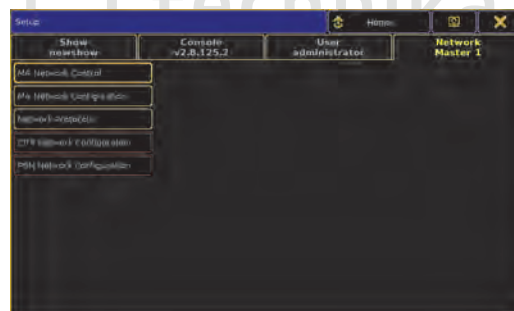 Setup
Home
Show
newshow
Console
v2.8.125.2
User
administrator
Network
Master 1
MA Network Control
MA Network Configuration
Network Protocols
CITP Network Configuration
PSN Network Configuration